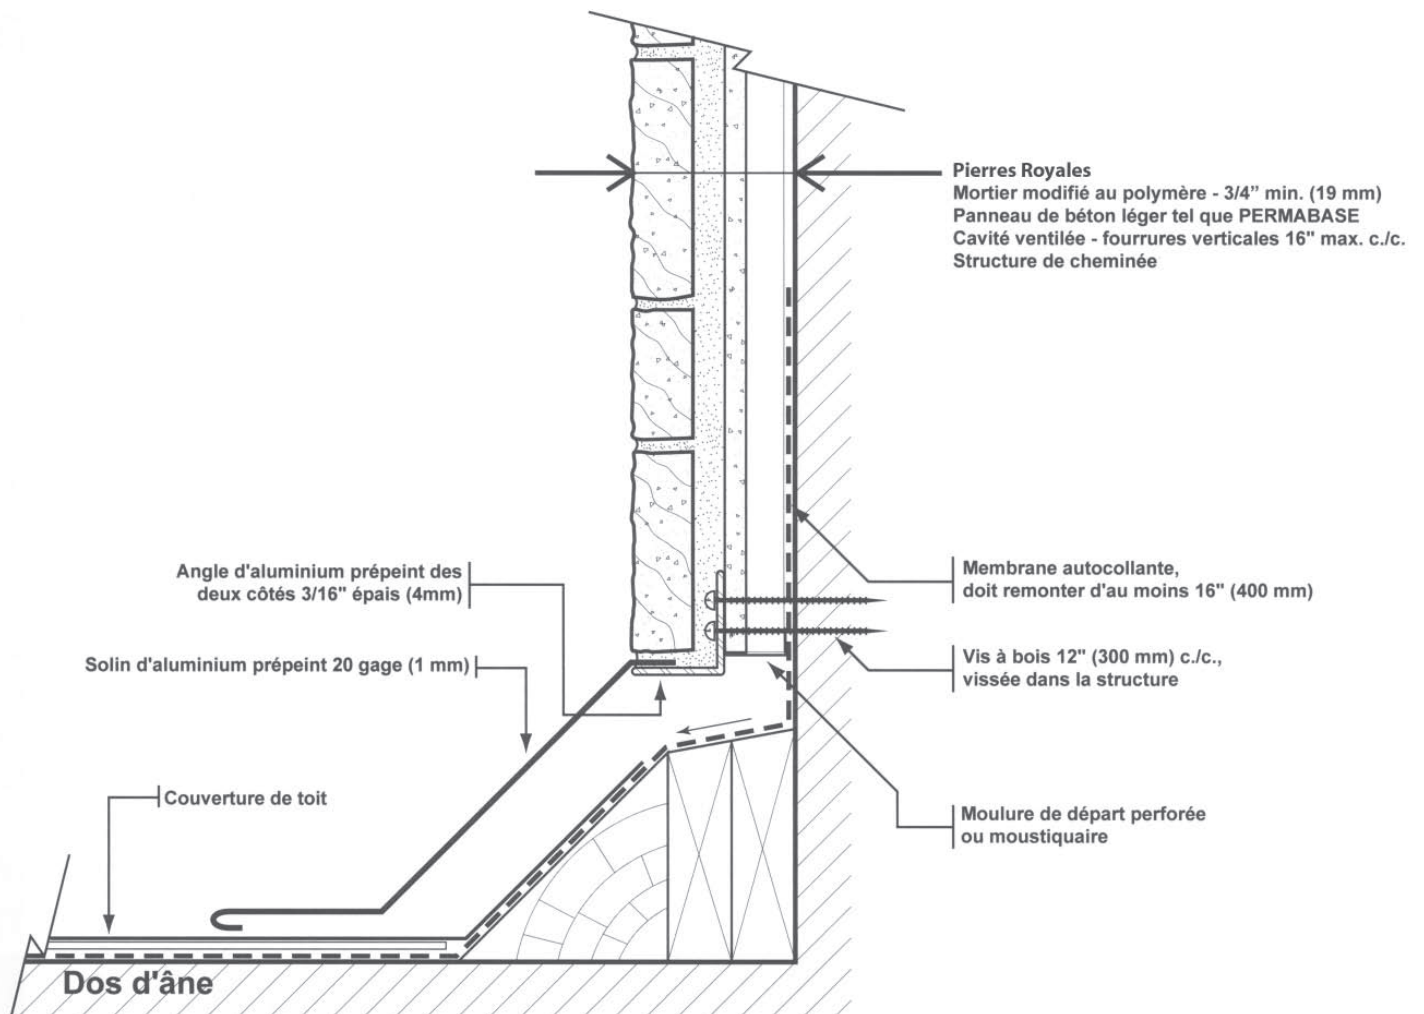 Pierres Royales
Mortier modifié au polymère - 3/4" min. (19 mm)
Panneau de béton léger tel que PERMABASE
Cavité ventilée - fourrures verticales 16" max. c./c.
Structure de cheminée
Angle d'aluminium prépeint des
deux côtés 3/16" épais (4mm)
Membrane autocollante,
doit remonter d'au moins 16" (400 mm)
Solin d'aluminium prépeint 20 gage (1 mm)
Vis à bois 12" (300 mm) c./c.,
vissée dans la structure
Couverture de toit
Moulure de départ perforée
ou moustiquaire
Dos d'âne